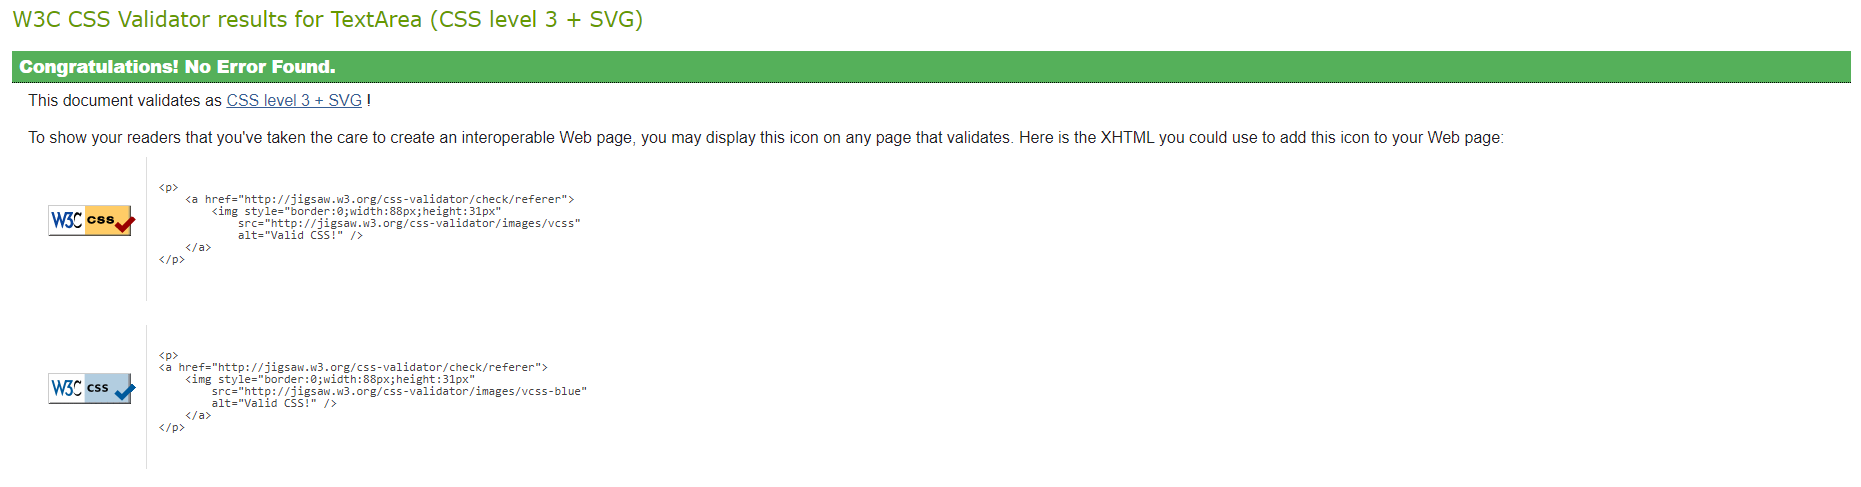 W3C CSS Validator results for TextArea (CSS level 3 + SVG)
Congratulations! No Error Found.
This document validates as CSS level 3 + SVG !
To show your readers that you've taken the care to create an interoperable Web page, you may display this icon on any page that validates. Here is the XHTML you could use to add this icon to your Web page:
W3C css
<p>
    <a href="http://jigsaw.w3.org/css-validator/check/referer">
        <img style="border:0;width:88px;height:31px"
            src="http://jigsaw.w3.org/css-validator/images/vcss"
            alt="Valid CSS!" />
    </a>
</p>
W3C css
<p>
<a href="http://jigsaw.w3.org/css-validator/check/referer">
    <img style="border:0;width:88px;height:31px"
        src="http://jigsaw.w3.org/css-validator/images/vcss-blue"
        alt="Valid CSS!" />
    </a>
</p>